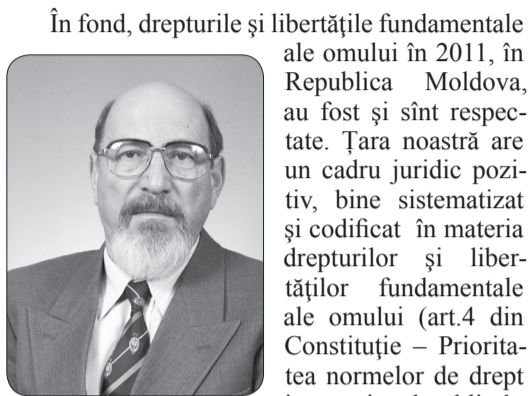 În fond, drepturile şi libertăţile fundamentale
ale omului în 2011, în
Republica Moldova,
au fost şi sînt respec-
tate. Ţara noastră are
un cadru juridic pozi-
tiv, bine sistematizat
şi codificat în materia
drepturilor şi liber-
tăţilor fundamentale
ale omului (art.4 din
Constituţie – Priorita-
tea normelor de drept